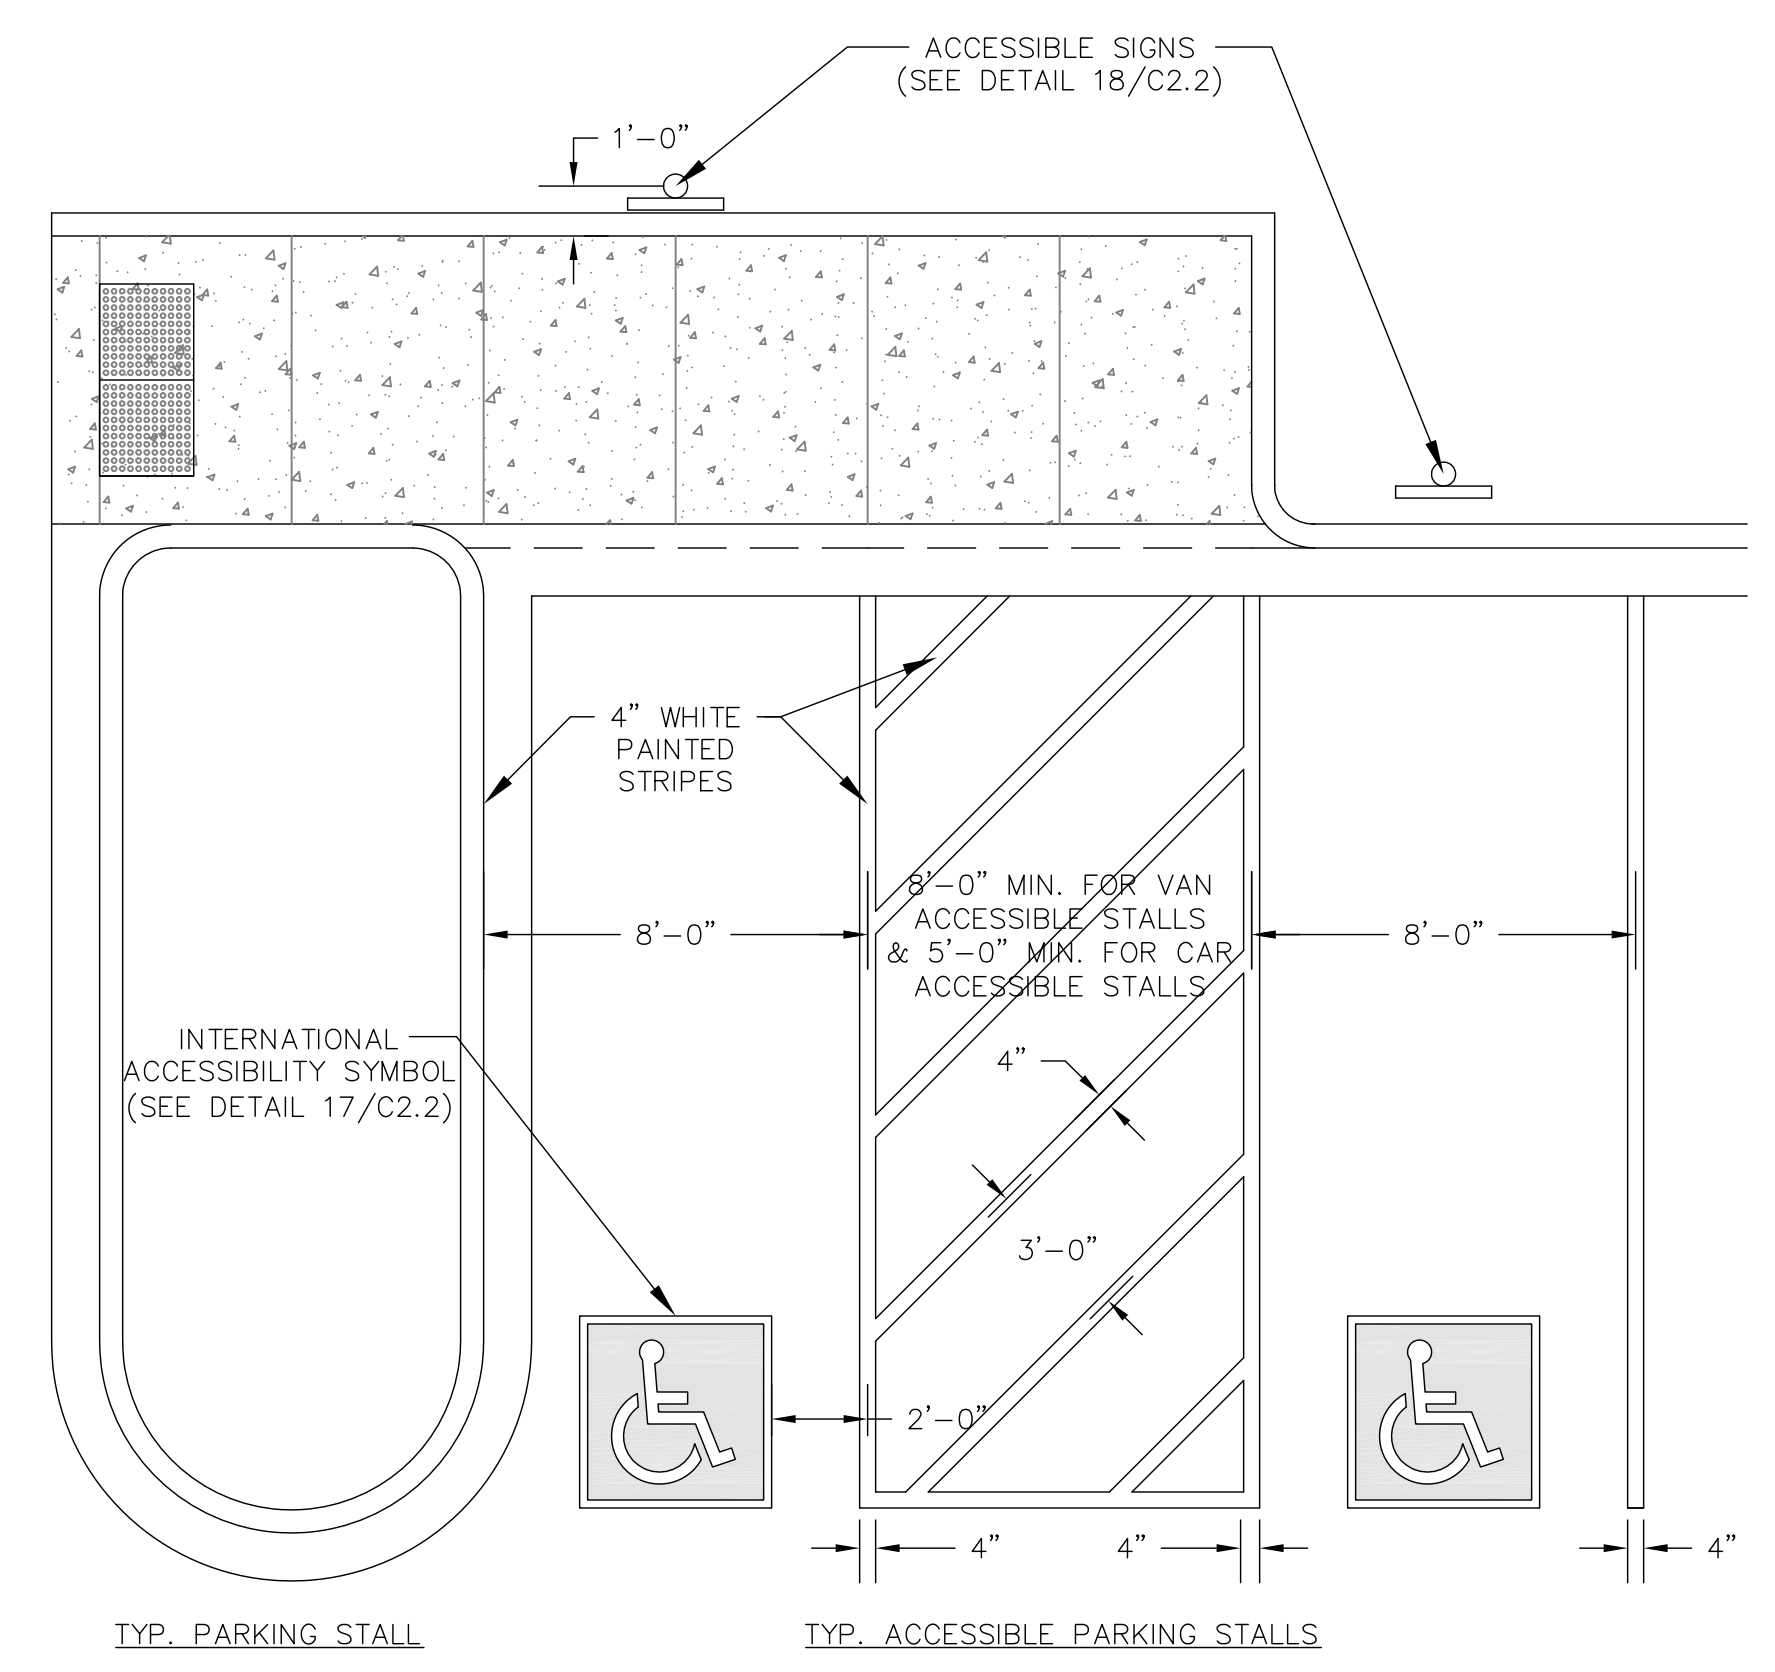 ACCESSIBLE SIGNS
(SEE DETAIL 18/C2.2)
1'-0"
4" WHITE
PAINTED
STRIPES
8'-0" MIN. FOR VAN
ACCESSIBLE STALLS
& 5'-0" MIN. FOR CAR
ACCESSIBLE STALLS
8'-0"
8'-0"
INTERNATIONAL
ACCESSIBILITY SYMBOL
(SEE DETAIL 17/C2.2)
4"
3'-0"
2'-0"
4"
4"
4"
TYP. PARKING STALL
TYP. ACCESSIBLE PARKING STALLS